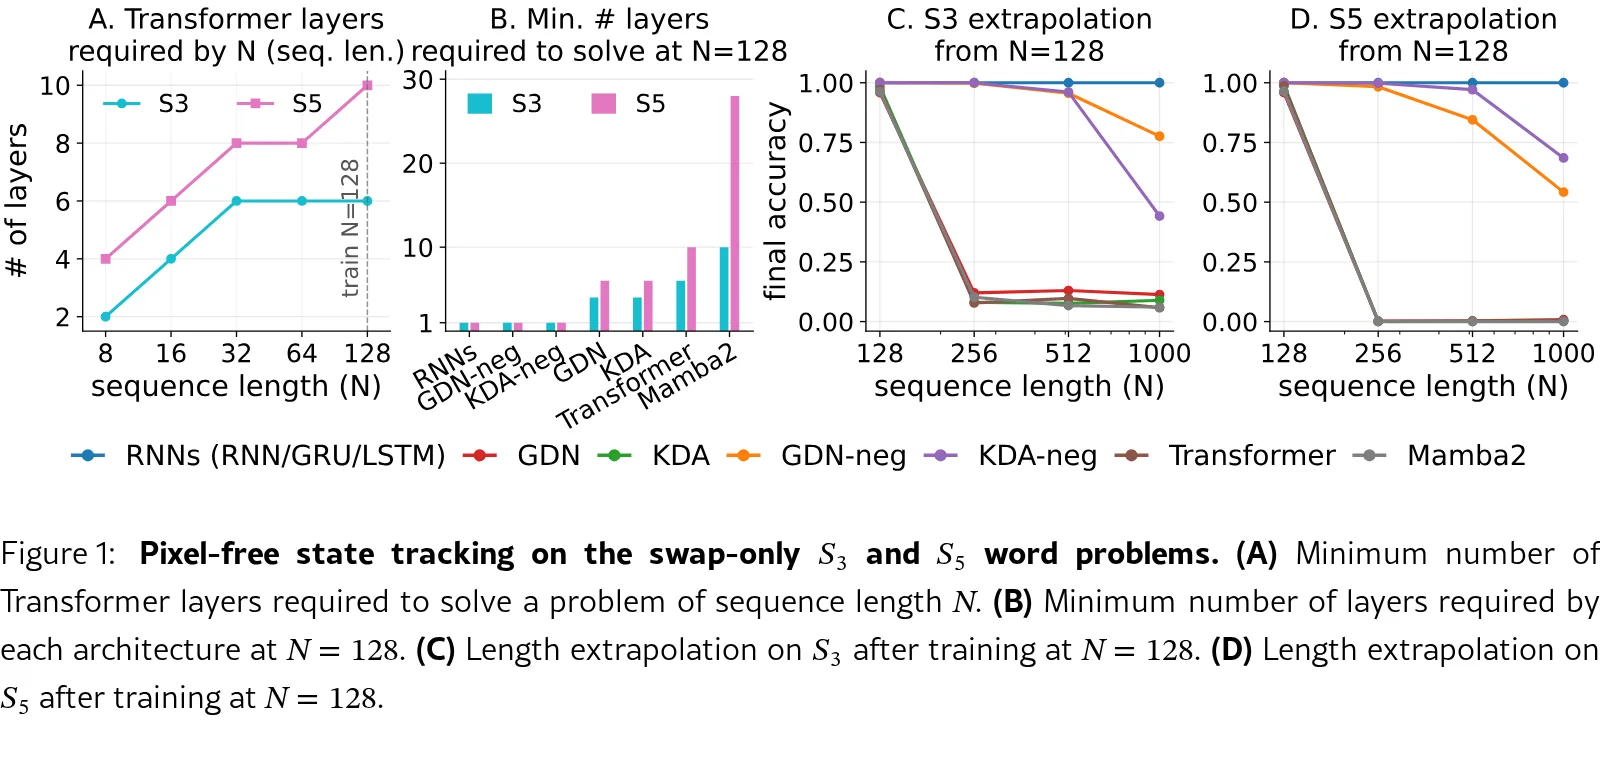 A. Transformer layers
required by N (seq. len.)
# of layers
10
8
6
4
2
S3
S5
train N=128
8 16 32 64 128
sequence length (N)
B. Min. # layers
required to solve at N=128
30
20
10
1
S3
S5
RNNs
GDN-neg
KDA-neg
GDN
KDA
Transformer
Mamba2
C. S3 extrapolation
from N=128
final accuracy
1.00
0.75
0.50
0.25
0.00
128 256 512 1000
sequence length (N)
D. S5 extrapolation
from N=128
1.00
0.75
0.50
0.25
0.00
128 256 512 1000
sequence length (N)
RNNs (RNN/GRU/LSTM) GDN KDA GDN-neg KDA-neg Transformer Mamba2
Figure 1: Pixel-free state tracking on the swap-only S₃ and S₅ word problems. (A) Minimum number of
Transformer layers required to solve a problem of sequence length N. (B) Minimum number of layers required by
each architecture at N = 128. (C) Length extrapolation on S₃ after training at N = 128. (D) Length extrapolation on
S₅ after training at N = 128.